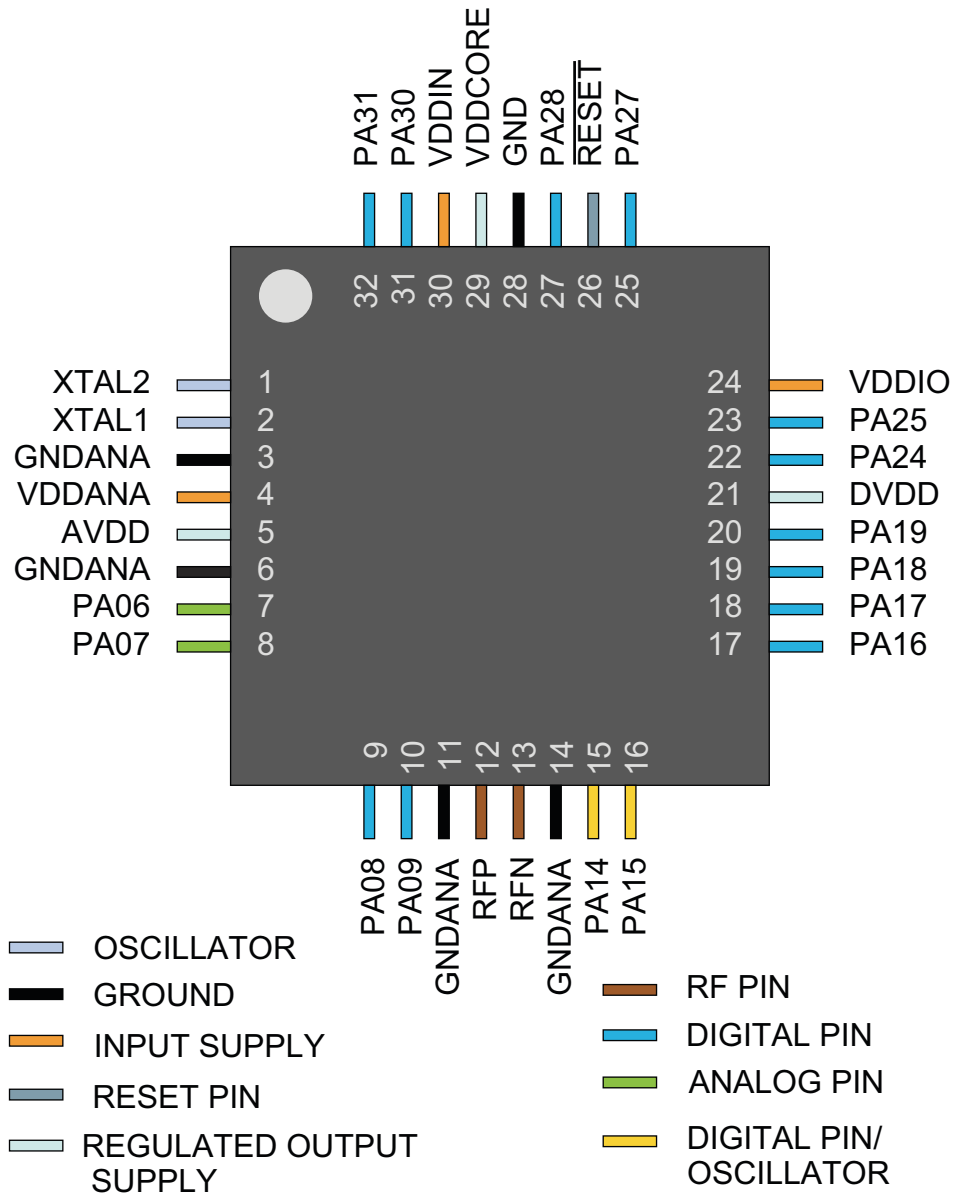 PA31
PA30
VDDIN
VDDCORE
GND
PA28
RESET
PA27
32
31
30
29
28
27
26
25
XTAL2 1
XTAL1 2
GNDANA 3
VDDANA 4
AVDD 5
GNDANA 6
PA06 7
PA07 8
24 VDDIO
23 PA25
22 PA24
21 DVDD
20 PA19
19 PA18
18 PA17
17 PA16
9
10
11
12
13
14
15
16
PA08
PA09
GNDANA
RFP
RFN
GNDANA
PA14
PA15
OSCILLATOR
GROUND
INPUT SUPPLY
RESET PIN
REGULATED OUTPUT
SUPPLY
RF PIN
DIGITAL PIN
ANALOG PIN
DIGITAL PIN/
OSCILLATOR